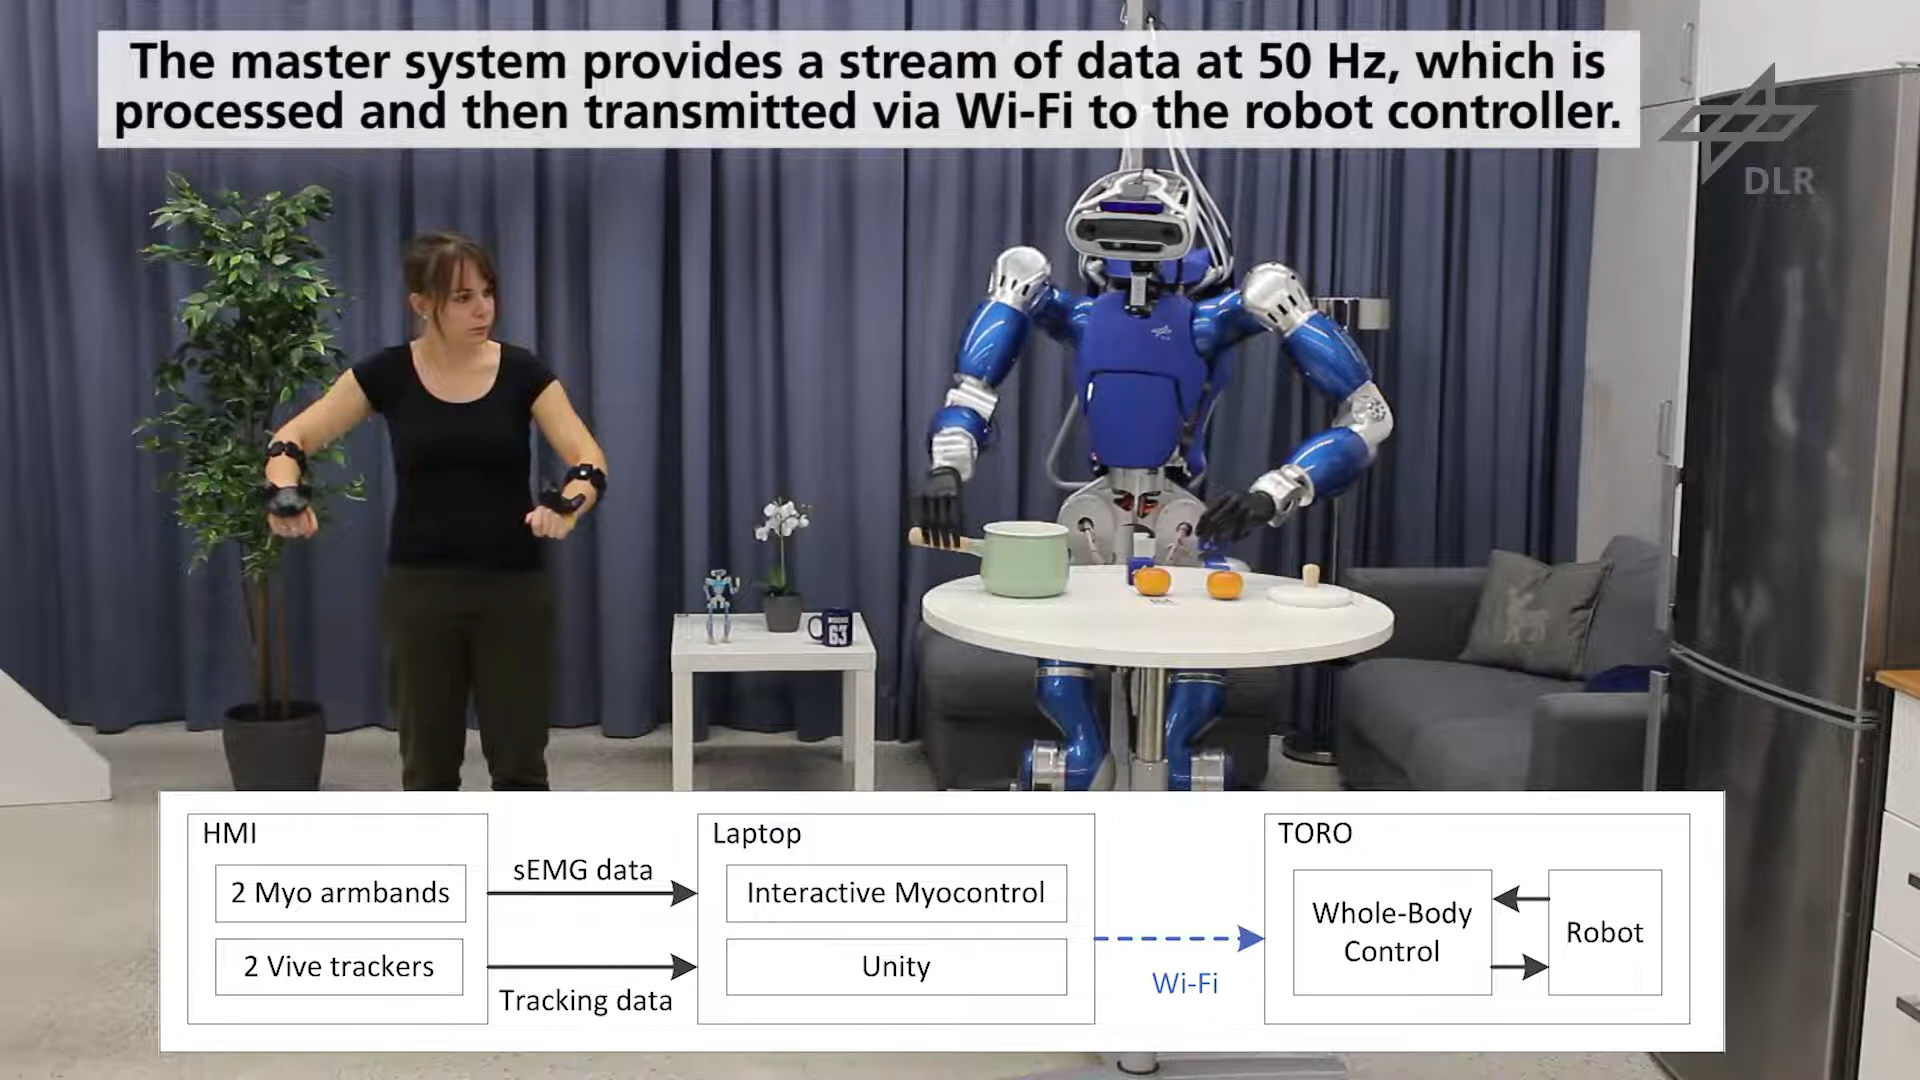 The master system provides a stream of data at 50 Hz, which is
processed and then transmitted via Wi-Fi to the robot controller.
DLR
63
HMI
2 Myo armbands
2 Vive trackers
sEMG data
Tracking data
Laptop
Interactive Myocontrol
Unity
Wi-Fi
TORO
Whole-Body
Control
Robot